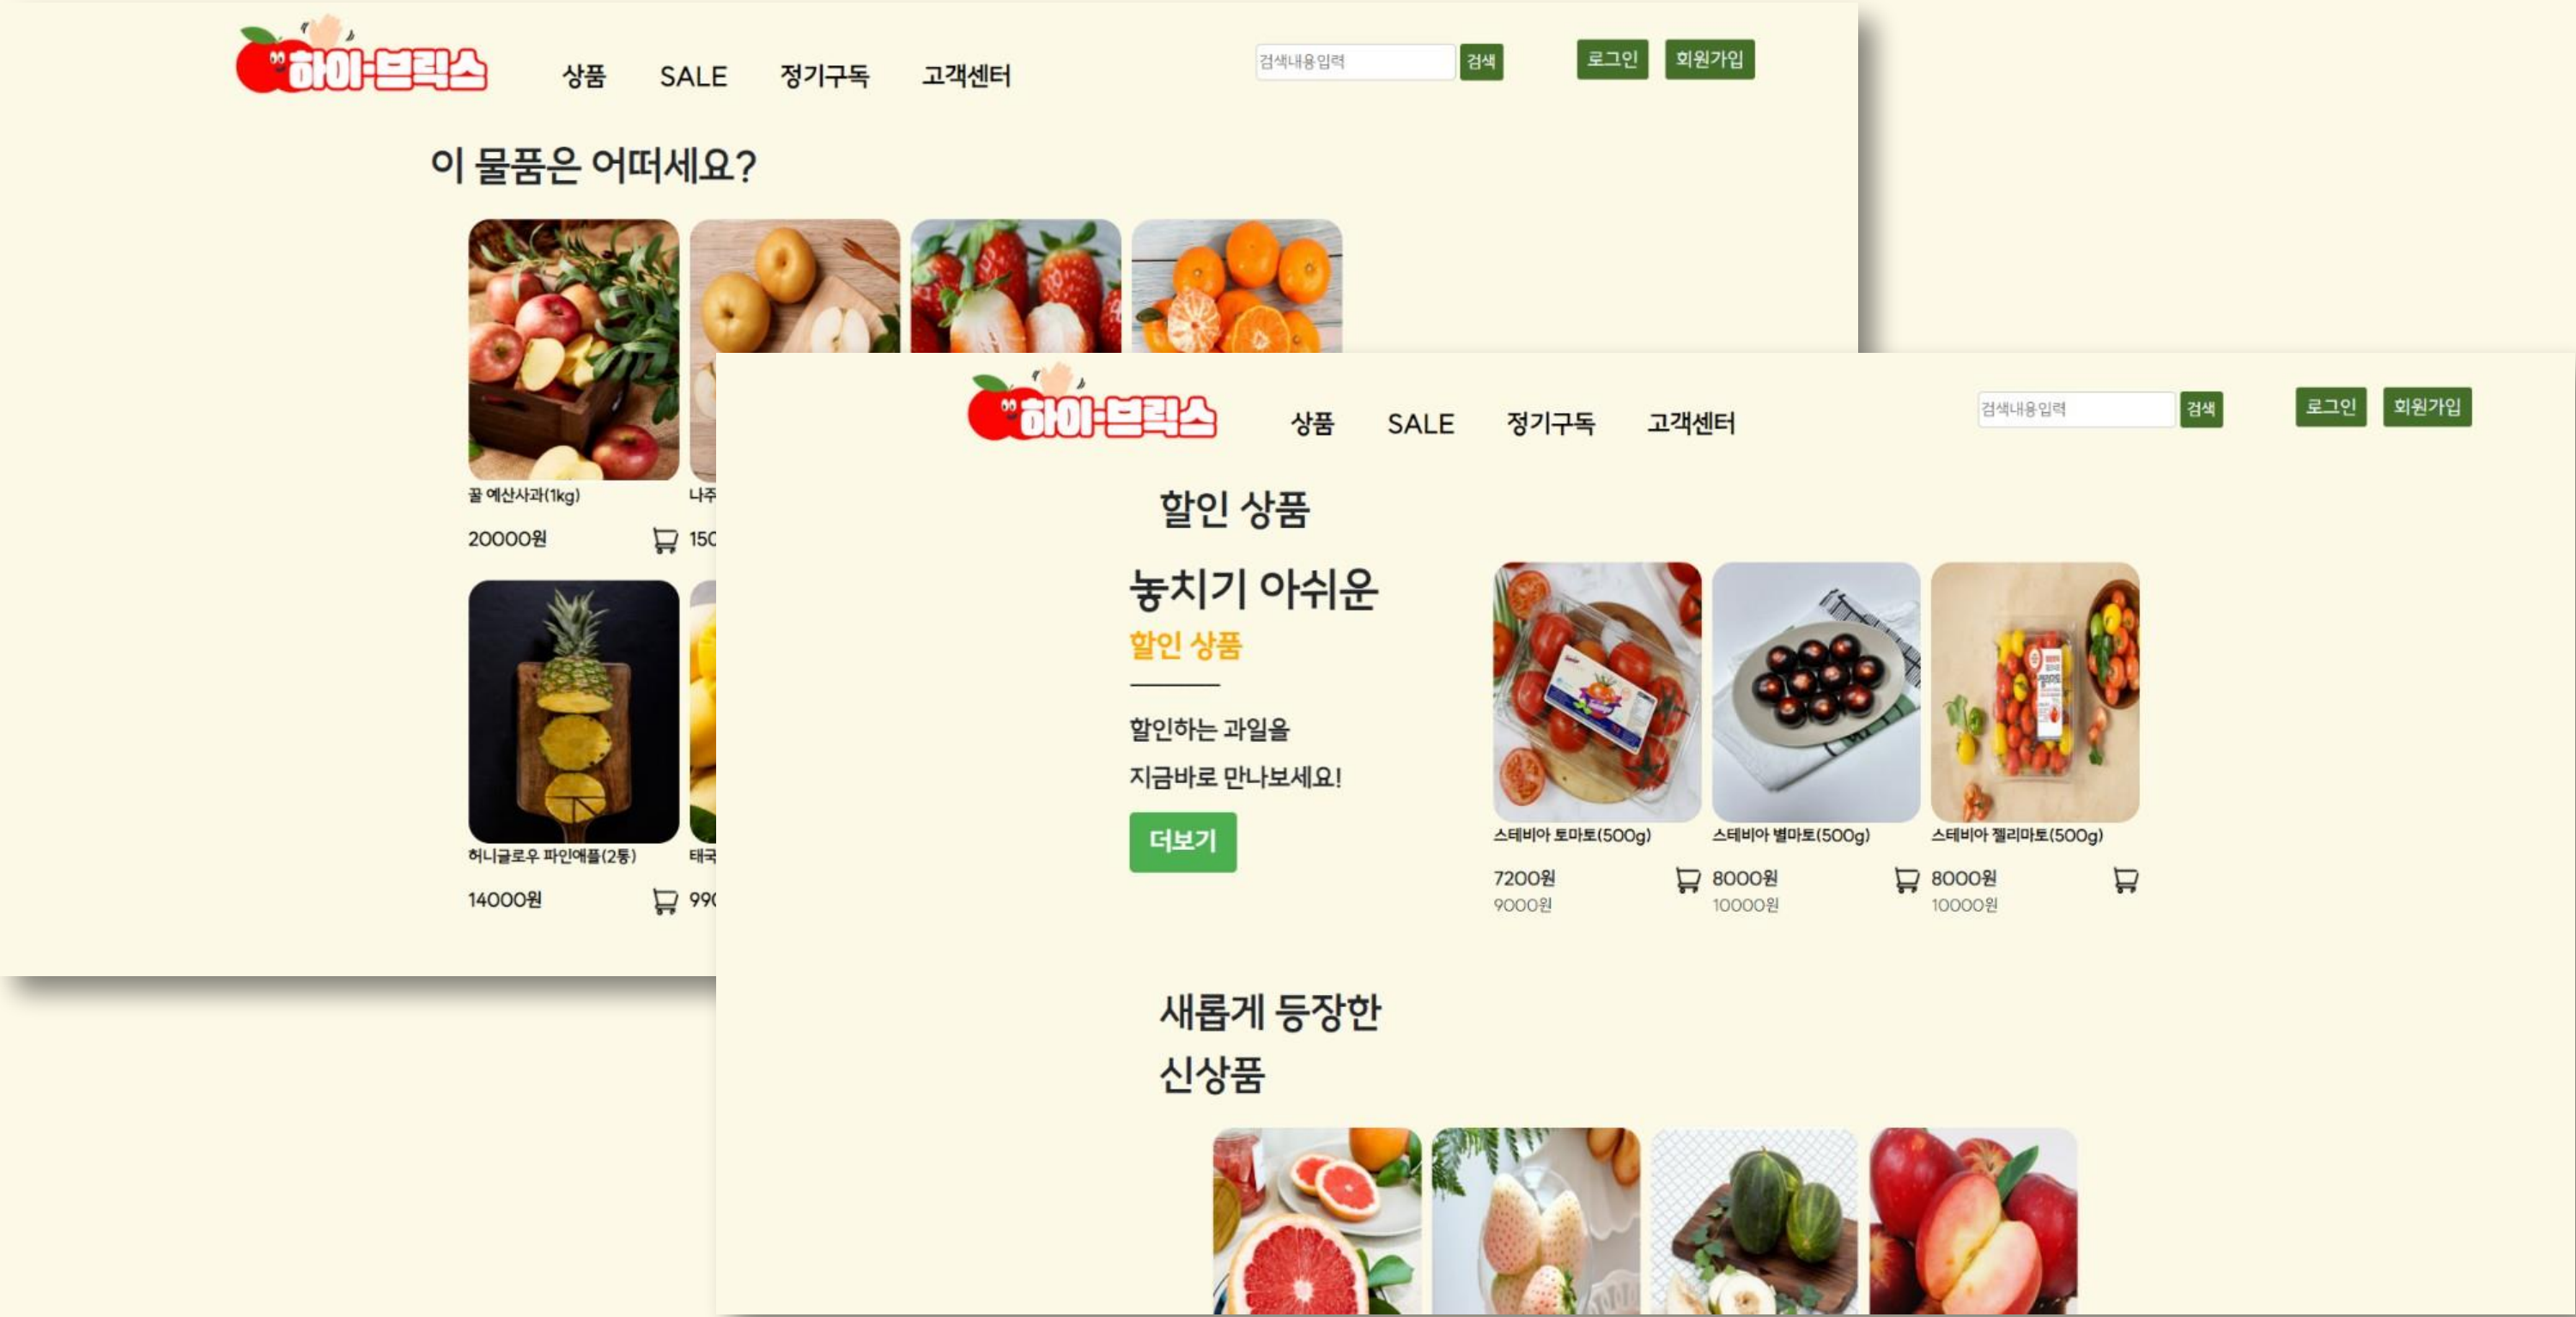 하이-브릭스
상품 SALE 정기구독 고객센터
검색내용입력 검색
로그인 회원가입
이 물품은 어떠세요?
꿀 예산사과(1kg)
20000원
나주
150
허니글로우 파인애플(2통)
14000원
태국
990
하이-브릭스
상품 SALE 정기구독 고객센터
검색내용입력 검색
로그인 회원가입
할인 상품
놓치기 아쉬운
할인 상품
할인하는 과일을
지금바로 만나보세요!
더보기
스테비아 토마토(500g)
7200원
9000원
스테비아 별마토(500g)
8000원
10000원
스테비아 젤리마토(500g)
8000원
10000원
새롭게 등장한
신상품